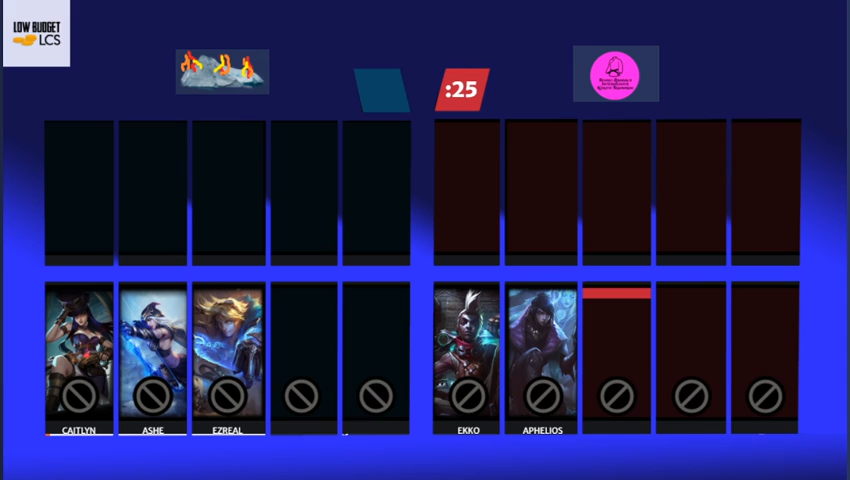 LOW BUDGET
LCS
:25
CAITLYN
ASHE
EZREAL
EKKO
APHELIOS